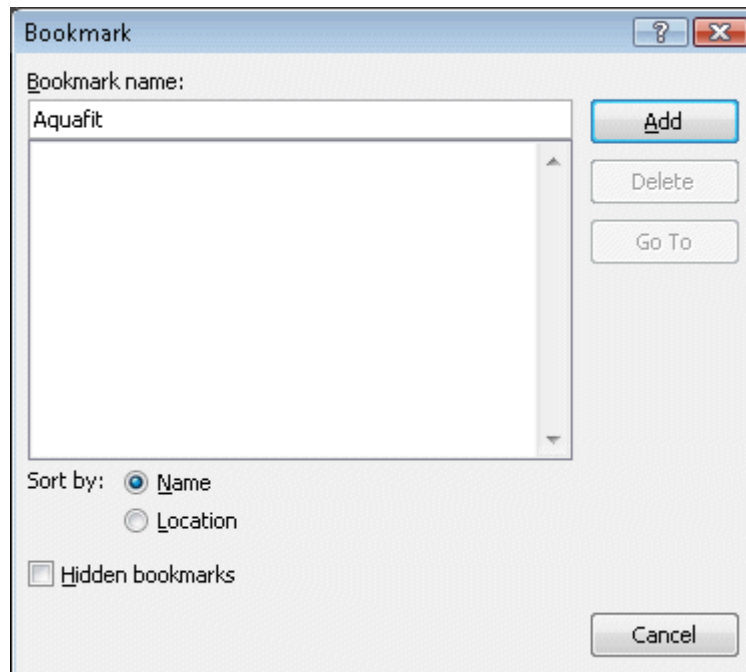 Bookmark
Bookmark name:
Aquafit
Add
Delete
Go To
Sort by: Name
Location
Hidden bookmarks
Cancel